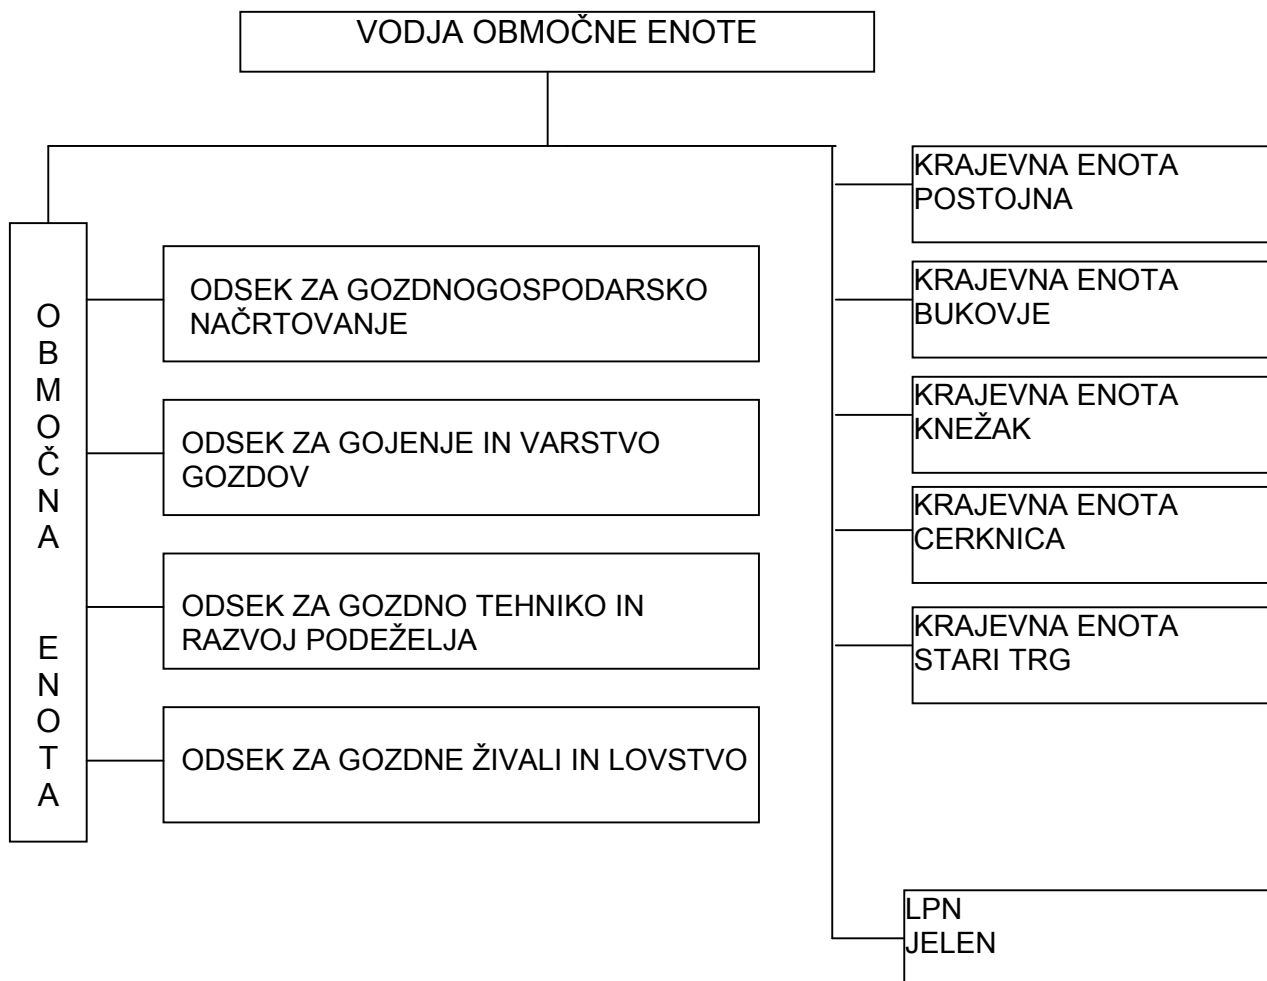 VODJA OBMOČNE ENOTE
OBMOČNA ENOTA
ODSEK ZA GOZDNOGOSPODARSKO
NAČRTOVANJE
ODSEK ZA GOJENJE IN VARSTVO
GOZDOV
ODSEK ZA GOZDNO TEHNIKO IN
RAZVOJ PODEŽELJA
ODSEK ZA GOZDNE ŽIVALI IN LOVSTVO
KRAJEVNA ENOTA
POSTOJNA
KRAJEVNA ENOTA
BUKOVJE
KRAJEVNA ENOTA
KNEŽAK
KRAJEVNA ENOTA
CERKNICA
KRAJEVNA ENOTA
STARI TRG
LPN
JELEN